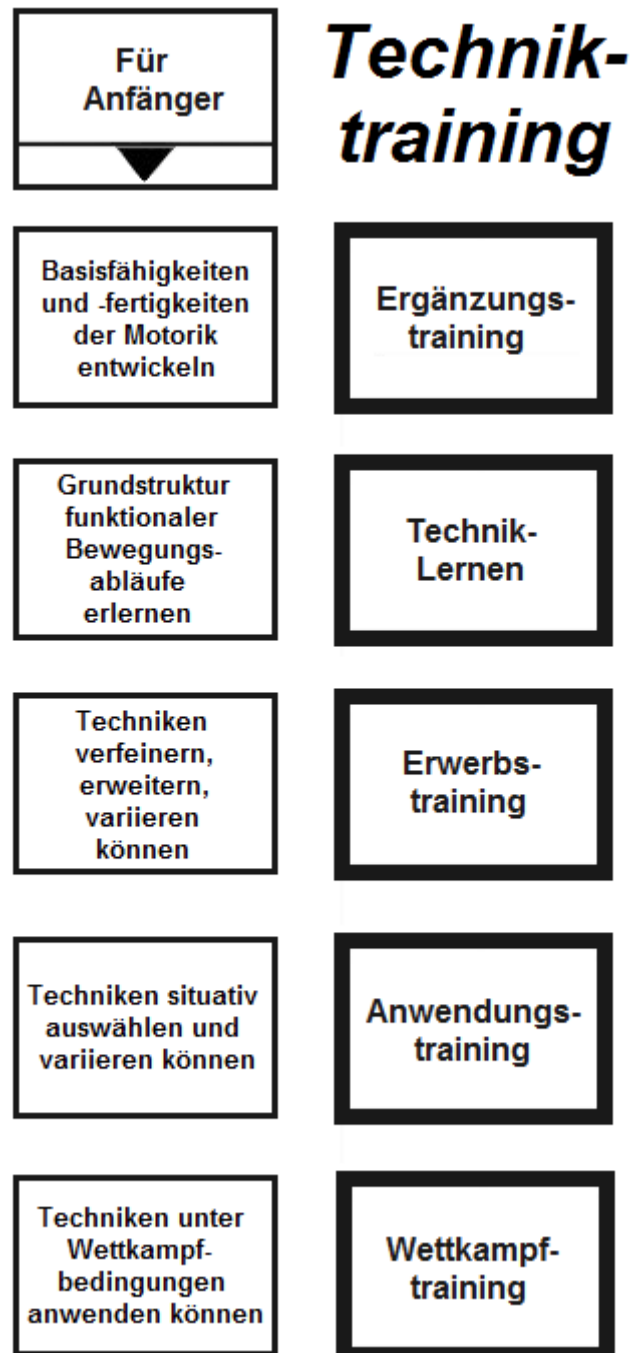 Für
Anfänger
Technik-
training
Basisfähigkeiten
und -fertigkeiten
der Motorik
entwickeln
Ergänzungs-
training
Grundstruktur
funktionaler
Bewegungs-
abläufe
erlernen
Technik-
Lernen
Techniken
verfeinern,
erweitern,
variieren
können
Erwerbs-
training
Techniken situativ
auswählen und
variieren können
Anwendungs-
training
Techniken unter
Wettkampf-
bedingungen
anwenden können
Wettkampf-
training